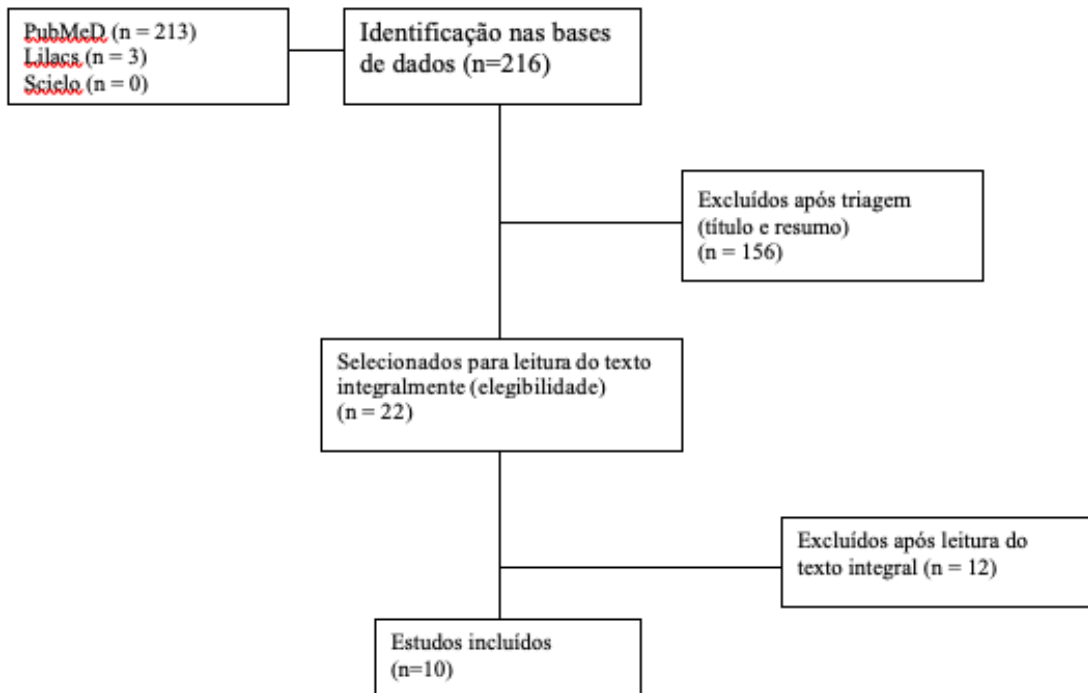 PubMeD (n = 213)
Lilacs (n = 3)
Scielo (n = 0)
Identificação nas bases
de dados (n=216)
Excluídos após triagem
(título e resumo)
(n = 156)
Selecionados para leitura do texto
integralmente (elegibilidade)
(n = 22)
Excluídos após leitura do
texto integral (n = 12)
Estudos incluídos
(n=10)